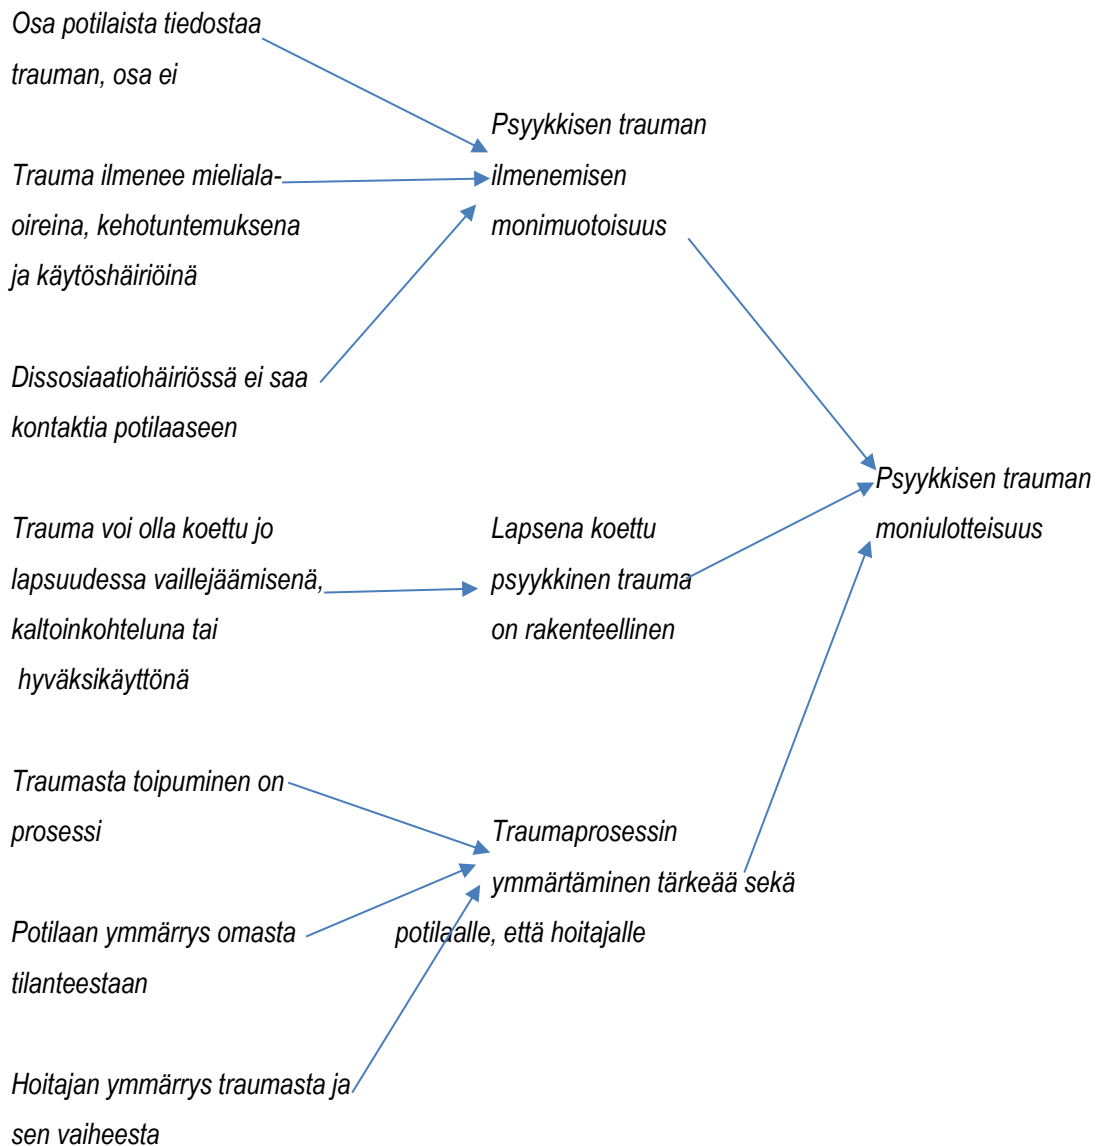 Osa potilaista tiedostaa
trauman, osa ei
Trauma ilmenee mieliala-
oireina, kehotuntemuksena
ja käytöshäiriöinä
Dissosiaatiohäiriössä ei saa
kontaktia potilaaseen
Trauma voi olla koettu jo
lapsuudessa vaillejäämisenä,
kaltoinkohteluna tai
hyväksikäyttönä
Traumasta toipuminen on
prosessi
Potilaan ymmärrys omasta
tilanteestaan
Hoitajan ymmärrys traumasta ja
sen vaiheesta
Psyykkisen trauman
ilmenemisen
monimuotoisuus
Lapsena koettu
psyykkinen trauma
on rakenteellinen
Traumaprosessin
ymmärtäminen tärkeää sekä
potilaalle, että hoitajalle
Psyykkisen trauman
moniulotteisuus